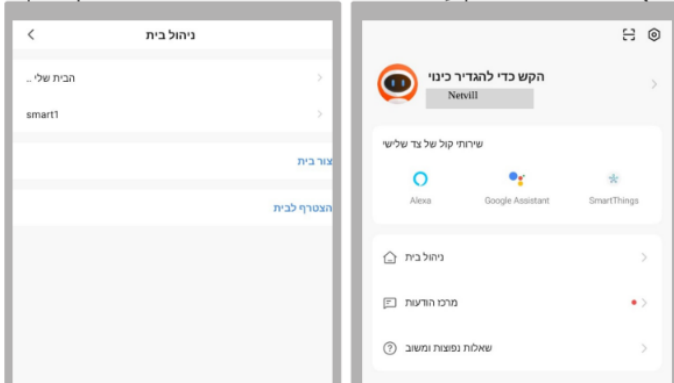 ניהול בית
הבית שלי ..
smart1
צור בית
הצטרף לבית
הקש כדי להגדיר כינוי
Netvill
שירותי קול של צד שלישי
Alexa
Google Assistant
SmartThings
ניהול בית
מרכז הודעות
שאלות נפוצות ומשוב